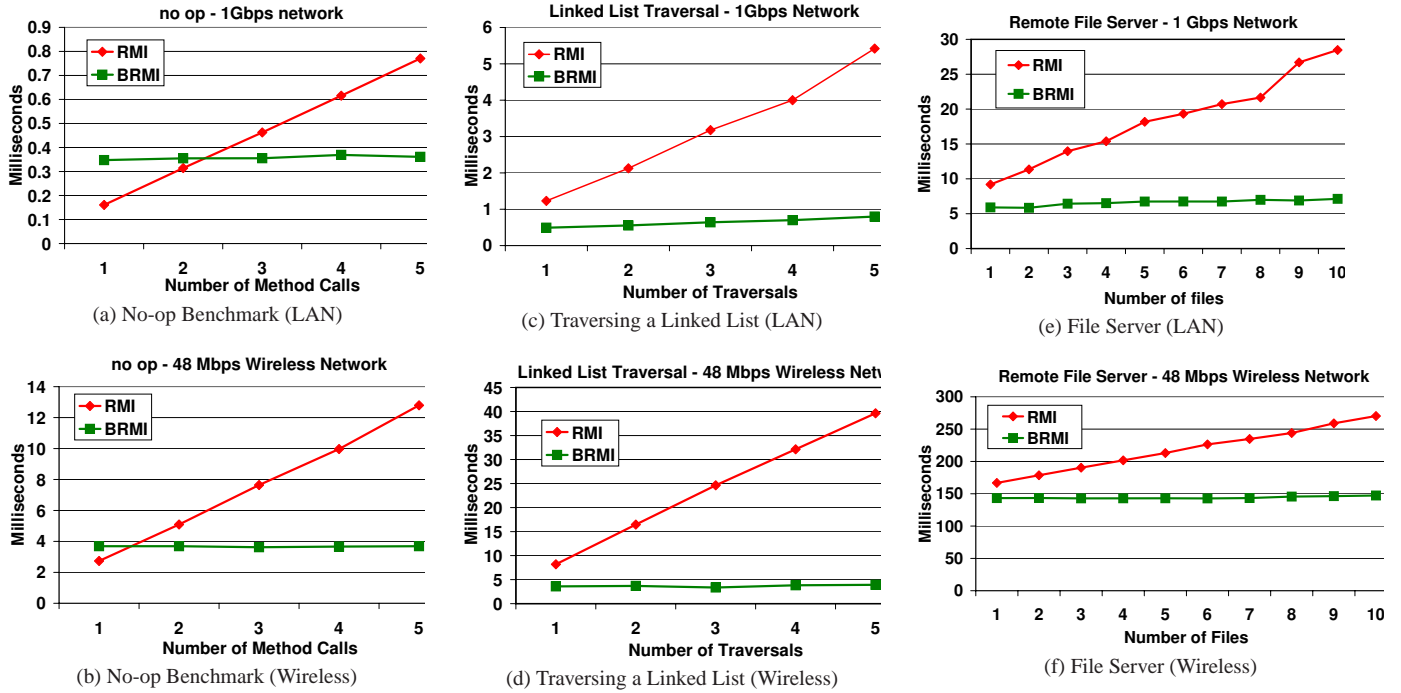 no op - 1Gbps network
0.9
0.8
0.7
0.6
0.5
0.4
0.3
0.2
0.1
0
Milliseconds
RMI
BRMI
1 2 3 4 5
Number of Method Calls
(a) No-op Benchmark (LAN)
Linked List Traversal - 1Gbps Network
6
5
4
3
2
1
0
Milliseconds
RMI
BRMI
1 2 3 4 5
Number of Traversals
(c) Traversing a Linked List (LAN)
Remote File Server - 1 Gbps Network
30
25
20
15
10
5
0
Milliseconds
RMI
BRMI
1 2 3 4 5 6 7 8 9 10
Number of files
(e) File Server (LAN)
no op - 48 Mbps Wireless Network
14
12
10
8
6
4
2
0
Milliseconds
RMI
BRMI
1 2 3 4 5
Number of Method Calls
(b) No-op Benchmark (Wireless)
Linked List Traversal - 48 Mbps Wireless Netw
45
40
35
30
25
20
15
10
5
0
Milliseconds
RMI
BRMI
1 2 3 4 5
Number of Traversals
(d) Traversing a Linked List (Wireless)
Remote File Server - 48 Mbps Wireless Network
300
250
200
150
100
50
0
Milliseconds
RMI
BRMI
1 2 3 4 5 6 7 8 9 10
Number of Files
(f) File Server (Wireless)